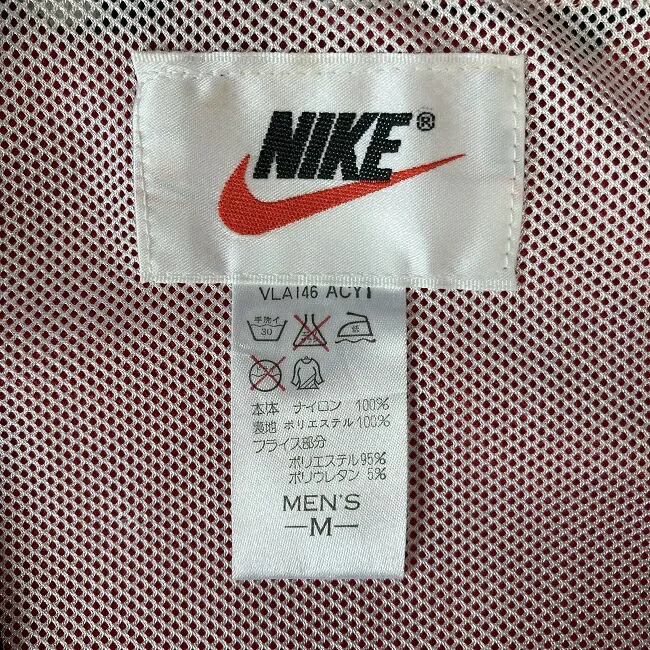 NIKE®
VLA146 ACY1
手洗イ
30
低
本体 ナイロン 100%
裏地 ポリエステル 100%
フライス部分
ポリエステル 95%
ポリウレタン 5%
MEN'S
—M—